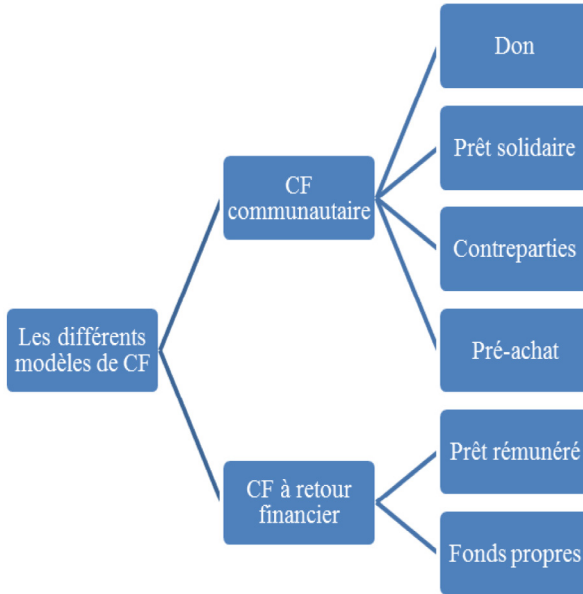 Les différents
modèles de CF
CF
communautaire
Don
Prêt solidaire
Contreparties
Pré-achat
CF à retour
financier
Prêt rémunéré
Fonds propres